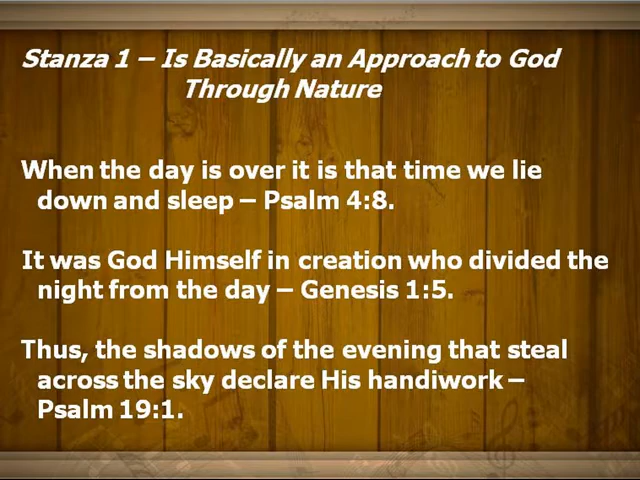 Stanza 1 – Is Basically an Approach to God
Through Nature
When the day is over it is that time we lie
down and sleep – Psalm 4:8.
It was God Himself in creation who divided the
night from the day – Genesis 1:5.
Thus, the shadows of the evening that steal
across the sky declare His handiwork –
Psalm 19:1.